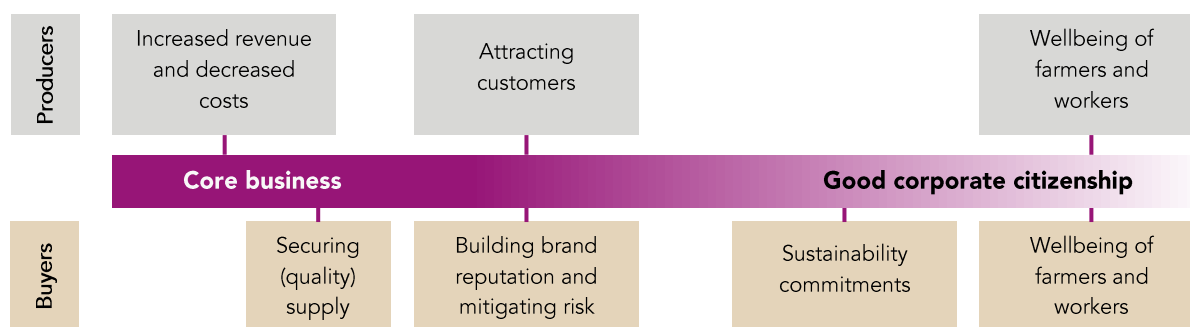 Producers
Increased revenue
and decreased
costs
Attracting
customers
Wellbeing of
farmers and
workers
Core business
Good corporate citizenship
Buyers
Securing
(quality)
supply
Building brand
reputation and
mitigating risk
Sustainability
commitments
Wellbeing of
farmers and
workers